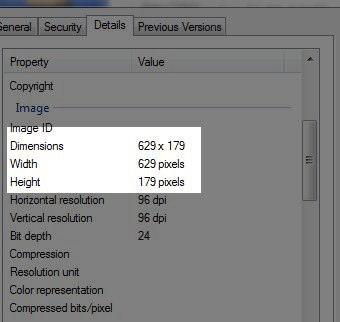 General Security Details Previous Versions
Property Value
Copyright
Image
Image ID
Dimensions 629 x 179
Width 629 pixels
Height 179 pixels
Horizontal resolution 96 dpi
Vertical resolution 96 dpi
Bit depth 24
Compression
Resolution unit
Color representation
Compressed bits/pixel